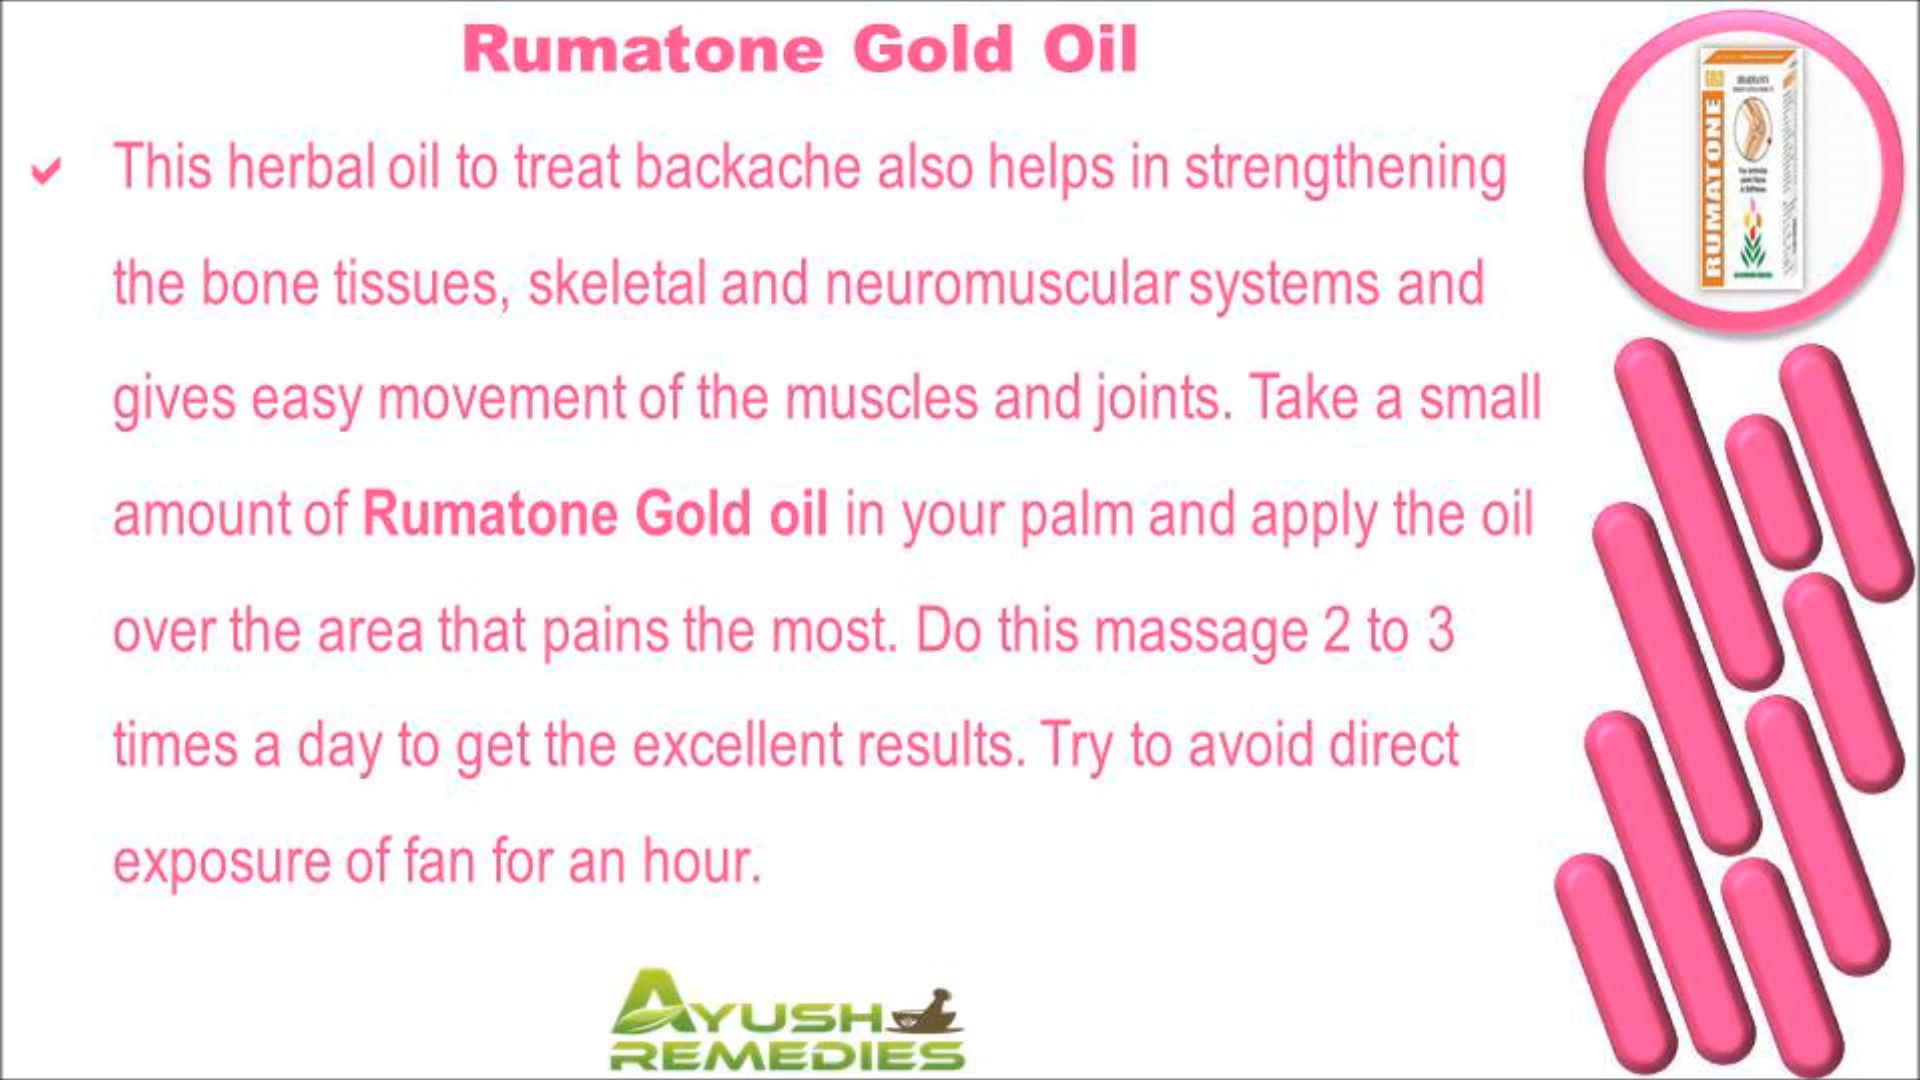 Rumatone Gold Oil
This herbal oil to treat backache also helps in strengthening
the bone tissues, skeletal and neuromuscular systems and
gives easy movement of the muscles and joints. Take a small
amount of Rumatone Gold oil in your palm and apply the oil
over the area that pains the most. Do this massage 2 to 3
times a day to get the excellent results. Try to avoid direct
exposure of fan for an hour.
RUMATONE
GOLD
AYUSH
REMEDIES